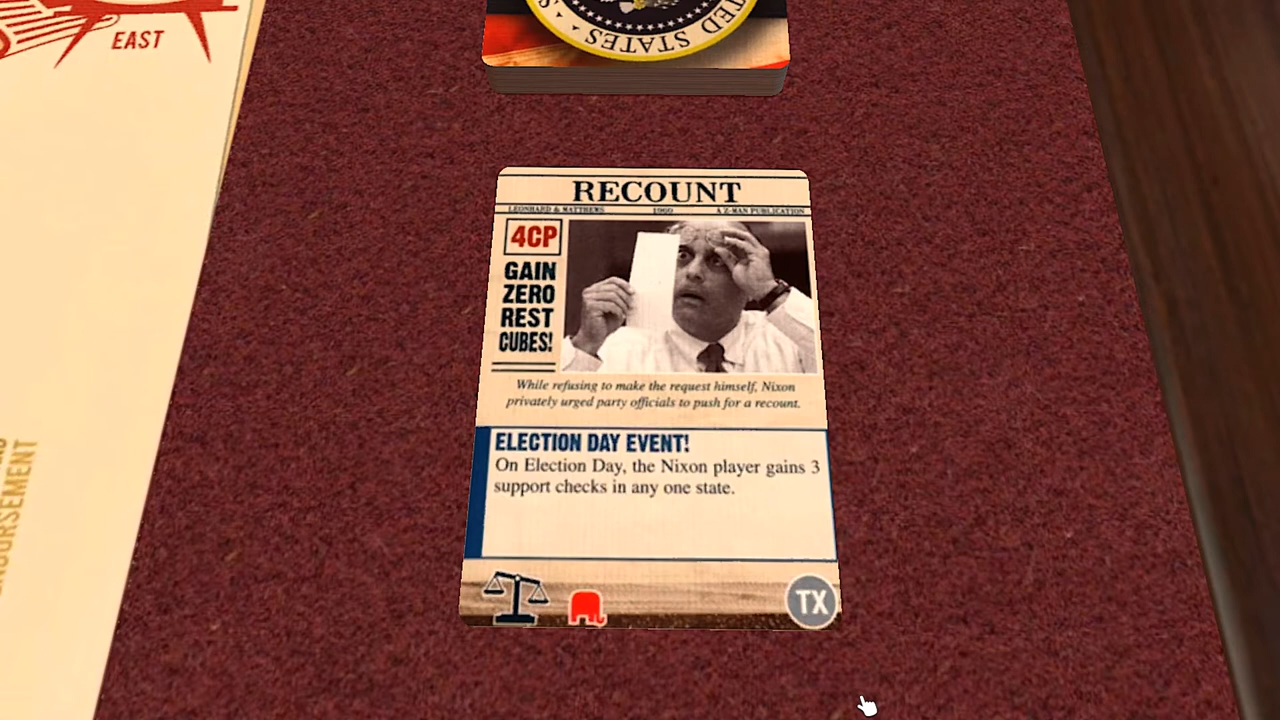 EAST
UNITED STATES
RECOUNT
LEONHARD & MATTHEWS 1960 A Z-MAN PUBLICATION
4CP
GAIN
ZERO
REST
CUBES!
While refusing to make the request himself, Nixon
privately urged party officials to push for a recount.
ELECTION DAY EVENT!
On Election Day, the Nixon player gains 3
support checks in any one state.
TX